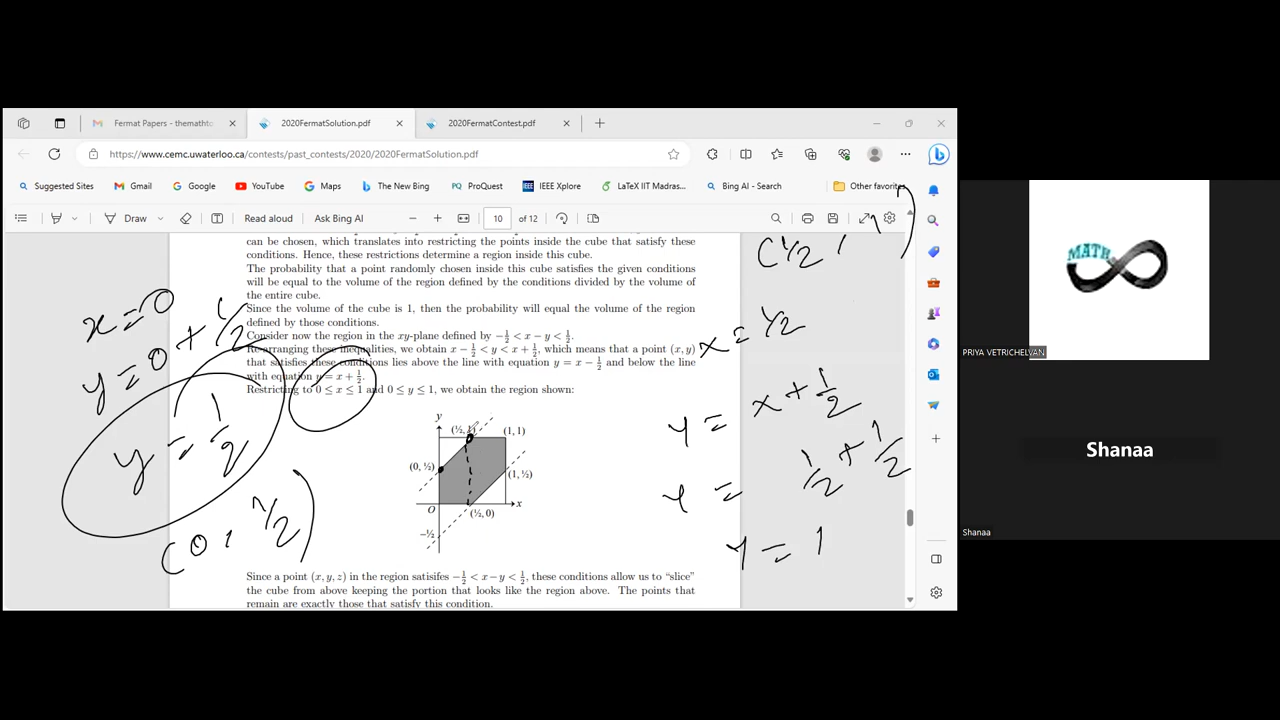 Fermat Papers - themathto
2020FermatSolution.pdf
2020FermatContest.pdf
https://www.cemc.uwaterloo.ca/contests/past_contests/2020/2020FermatSolution.pdf
Suggested Sites
Gmail
Google
YouTube
Maps
The New Bing
PQ ProQuest
IEEE IEEE Xplore
LaTeX IIT Madras...
Bing AI - Search
Other favorites
Draw
Read aloud
Ask Bing AI
10 of 12
can be chosen, which translates into restricting the points inside the cube that satisfy these
conditions. Hence, these restrictions determine a region inside this cube.
The probability that a point randomly chosen inside this cube satisfies the given conditions
will be equal to the volume of the region defined by the conditions divided by the volume of
the entire cube.
Since the volume of the cube is 1, then the probability will equal the volume of the region
defined by those conditions.
Consider now the region in the xy-plane defined by −½ < x − y < ½.
Re-arranging these inequalities, we obtain x − ½ < y < x + ½, which means that a point (x, y)
that satisfies these conditions lies above the line with equation y = x − ½ and below the line
with equation y = x + ½.
Restricting to 0 ≤ x ≤ 1 and 0 ≤ y ≤ 1, we obtain the region shown:
y
(½, 1)
(1, 1)
(0, ½)
(1, ½)
O
x
(½, 0)
−½
Since a point (x, y, z) in the region satisifes −½ < x−y < ½, these conditions allow us to "slice"
the cube from above keeping the portion that looks like the region above. The points that
remain are exactly those that satisfy this condition.
x = 0
y = 0 + 1/2
y = 1/2
(0, 1/2)
(1/2, 1)
x = 1/2
y = x + 1/2
y = 1/2 + 1/2
y = 1
MATH
PRIYA VETRICHELVAN
Shanaa
Shanaa